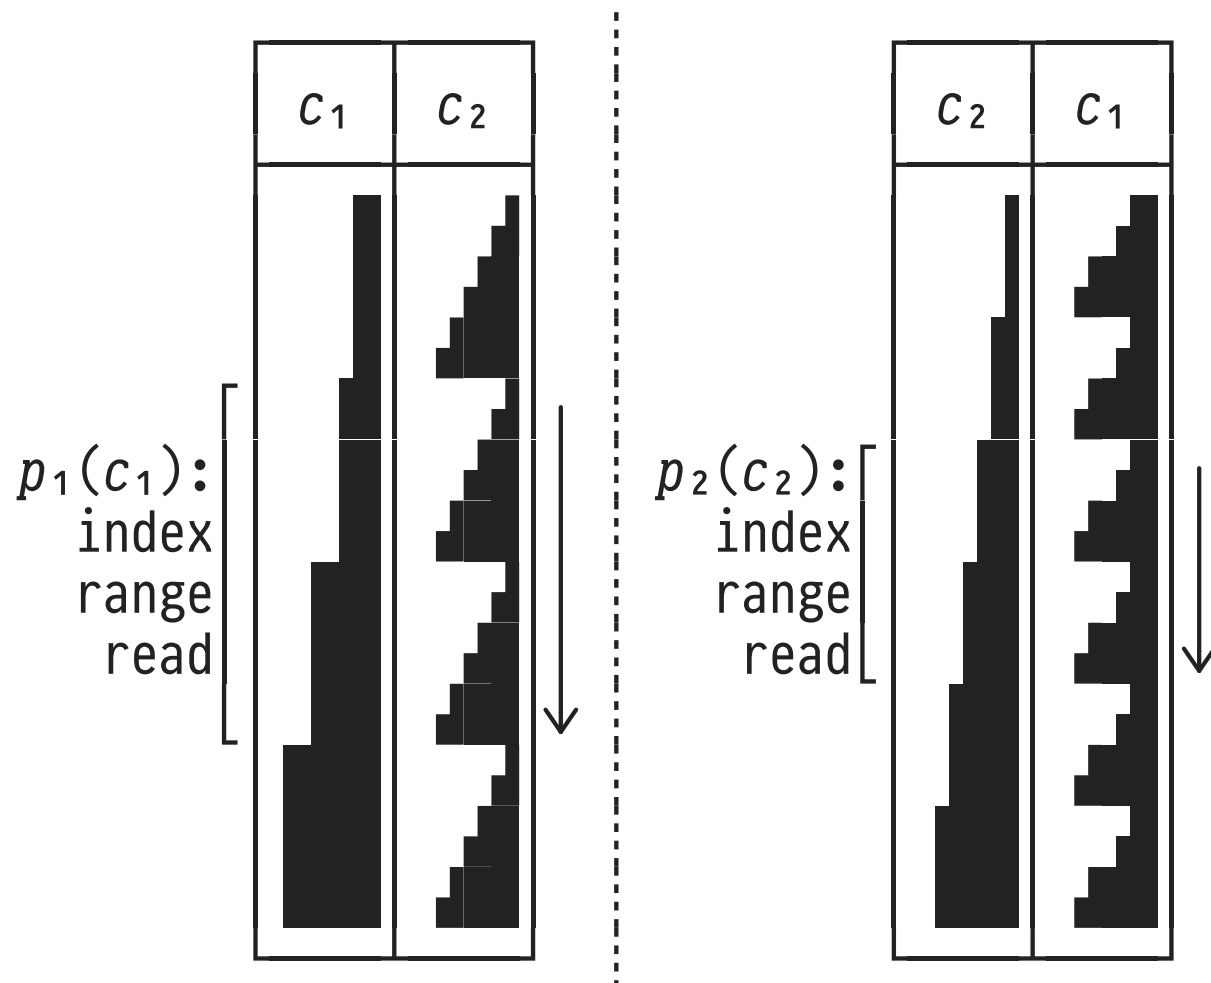 c₁ c₂
p₁(c₁):
index
range
read
c₂ c₁
p₂(c₂):
index
range
read